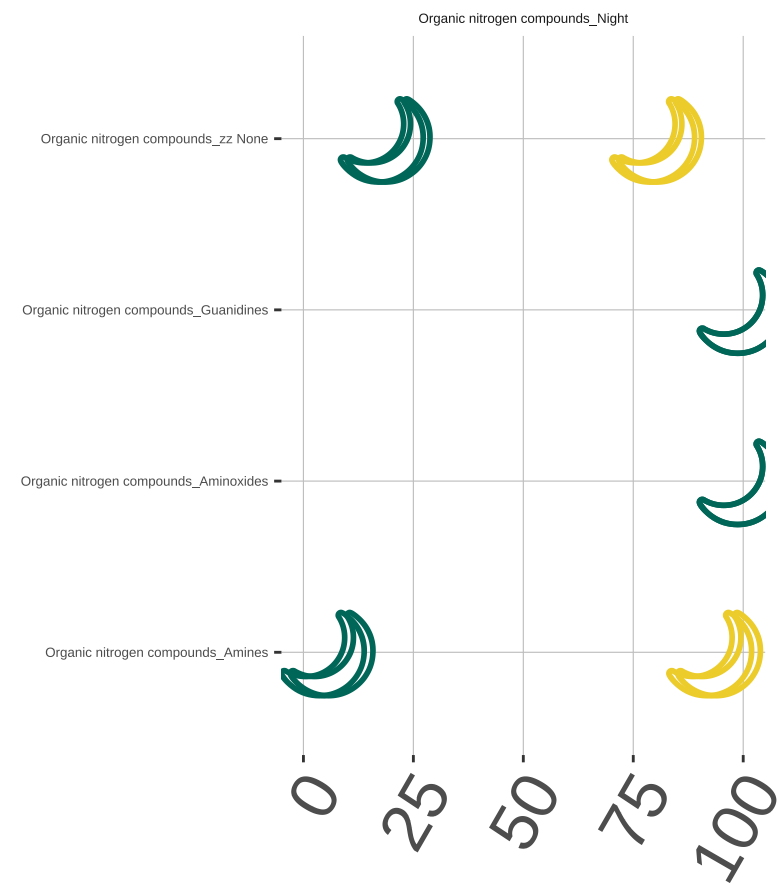 Organic nitrogen compounds_Night
Organic nitrogen compounds_zz None
Organic nitrogen compounds_Guanidines
Organic nitrogen compounds_Aminoxides
Organic nitrogen compounds_Amines
0
25
50
75
100